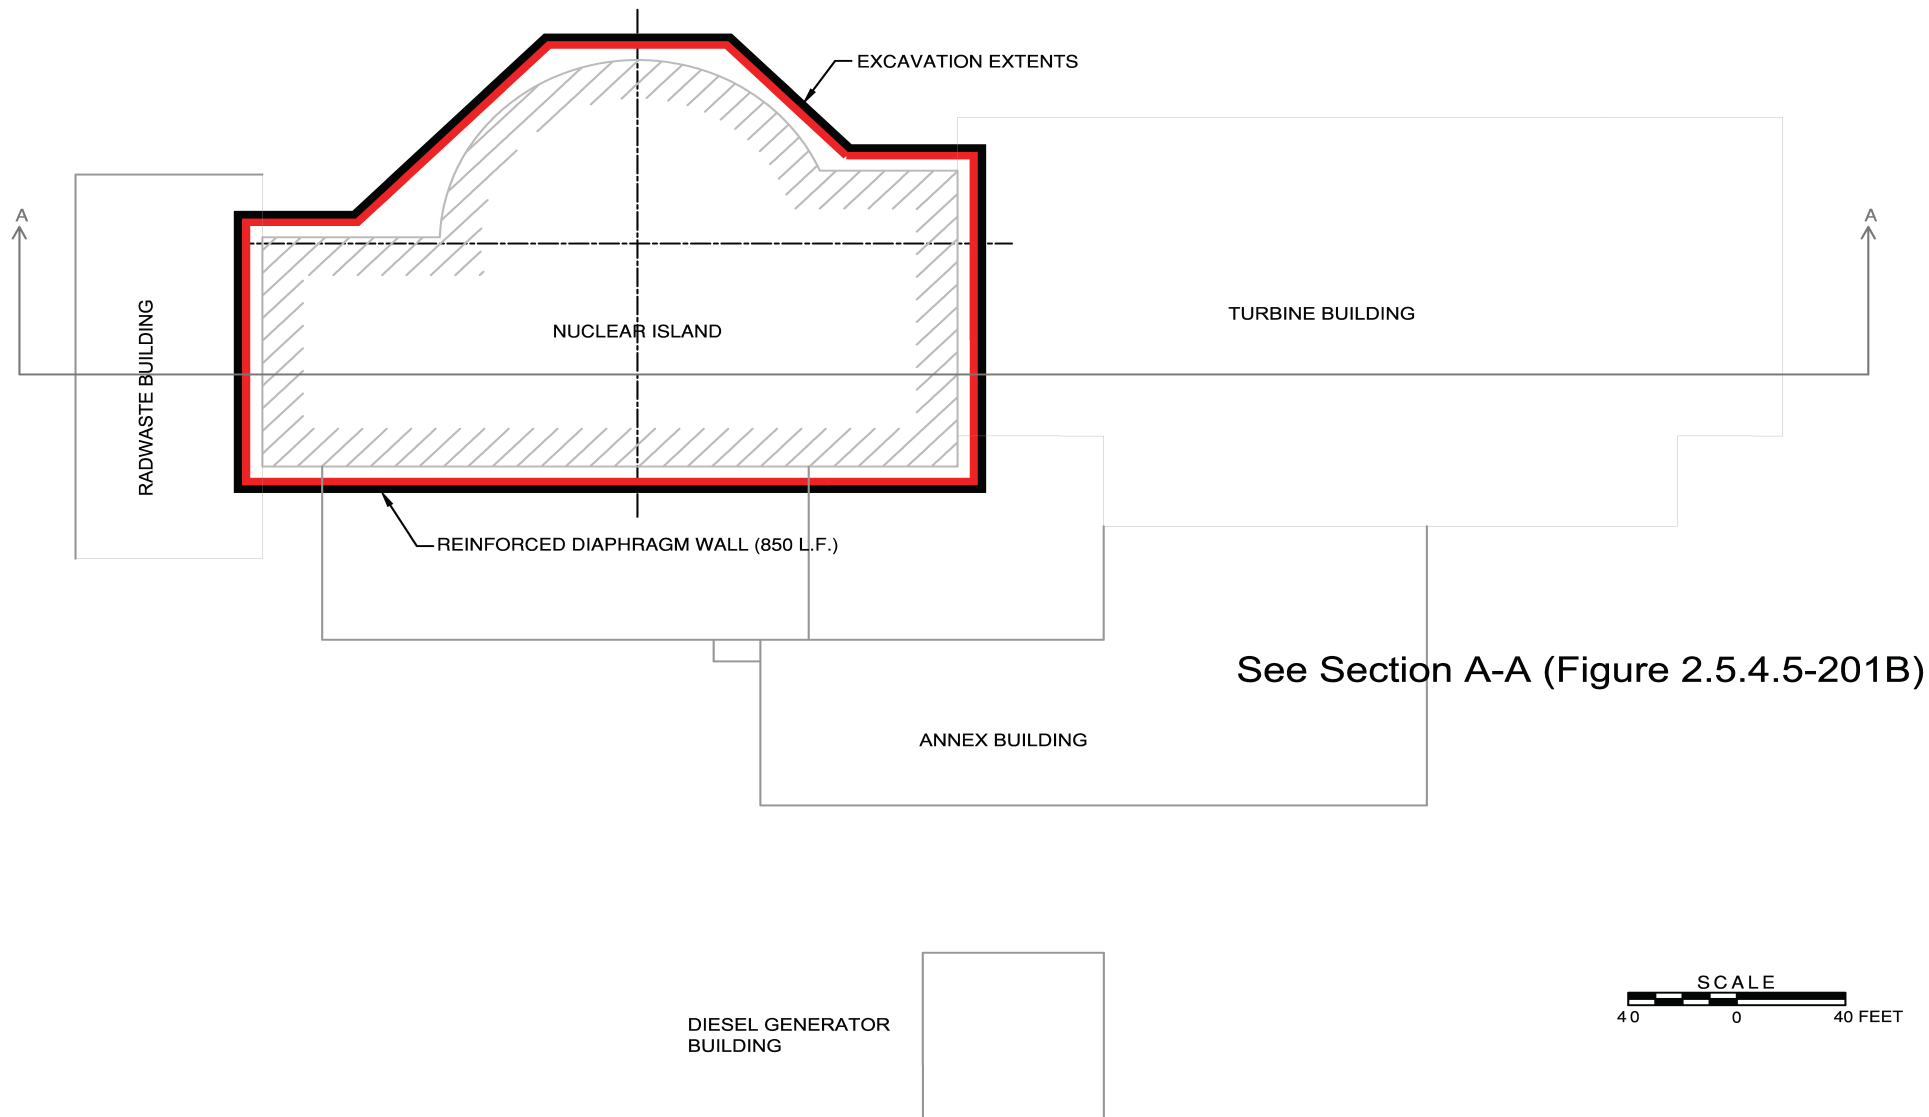 EXCAVATION EXTENTS
A
A
RADWASTE BUILDING
NUCLEAR ISLAND
TURBINE BUILDING
REINFORCED DIAPHRAGM WALL (850 L.F.)
See Section A-A (Figure 2.5.4.5-201B)
ANNEX BUILDING
DIESEL GENERATOR
BUILDING
SCALE
40 0 40 FEET